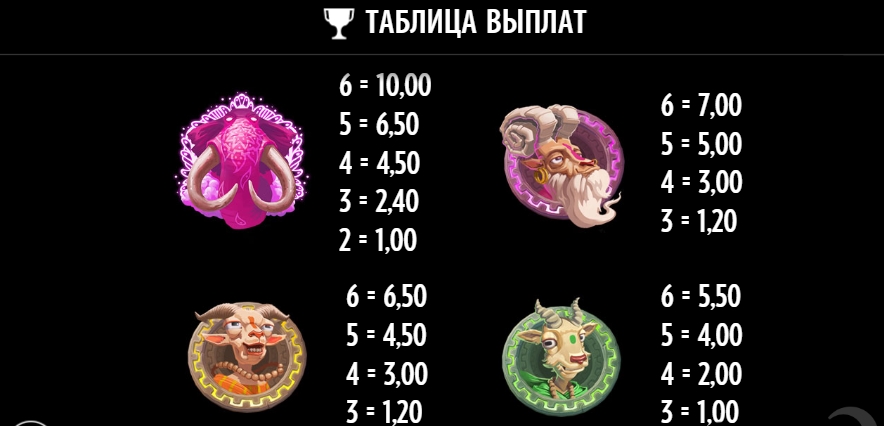 ТАБЛИЦА ВЫПЛАТ
6 = 10,00
5 = 6,50
4 = 4,50
3 = 2,40
2 = 1,00
6 = 7,00
5 = 5,00
4 = 3,00
3 = 1,20
6 = 6,50
5 = 4,50
4 = 3,00
3 = 1,20
6 = 5,50
5 = 4,00
4 = 2,00
3 = 1,00